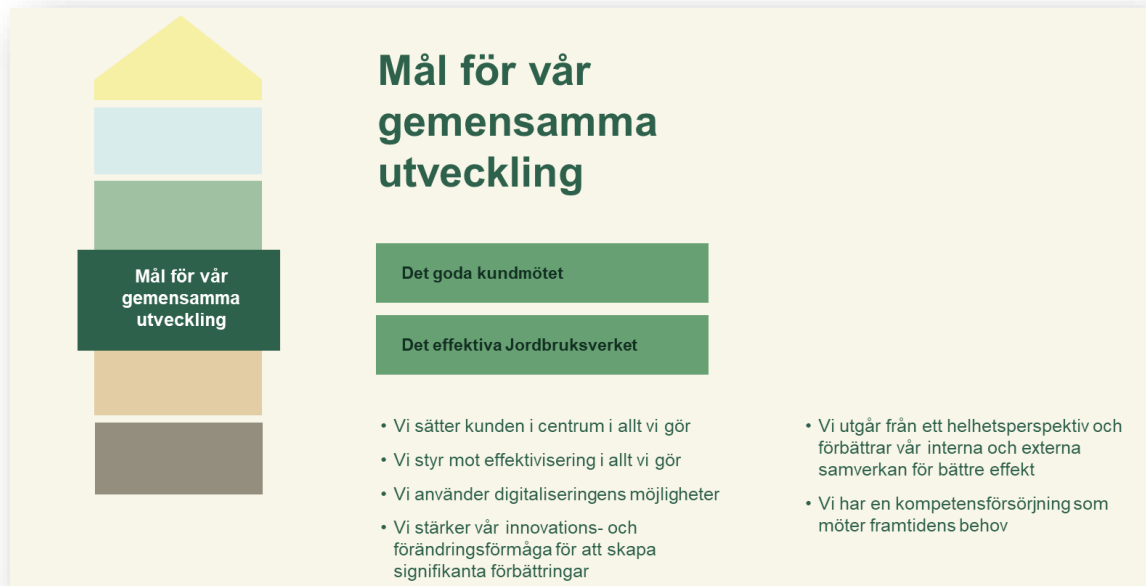 Mål för vår
gemensamma
utveckling
Mål för vår
gemensamma
utveckling
Det goda kundmötet
Det effektiva Jordbruksverket
• Vi sätter kunden i centrum i allt vi gör
• Vi styr mot effektivisering i allt vi gör
• Vi använder digitaliseringens möjligheter
• Vi stärker vår innovations- och
förändringsförmåga för att skapa
signifikanta förbättringar
• Vi utgår från ett helhetsperspektiv och
förbättrar vår interna och externa
samverkan för bättre effekt
• Vi har en kompetensförsörjning som
möter framtidens behov